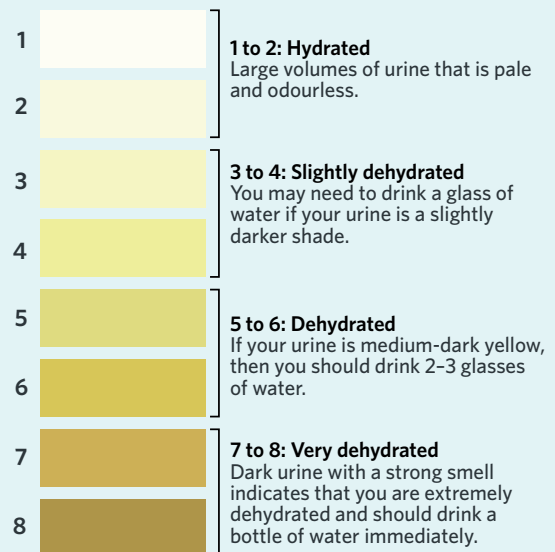 1
2
1 to 2: Hydrated
Large volumes of urine that is pale
and odourless.
3
4
3 to 4: Slightly dehydrated
You may need to drink a glass of
water if your urine is a slightly
darker shade.
5
6
5 to 6: Dehydrated
If your urine is medium-dark yellow,
then you should drink 2–3 glasses
of water.
7
8
7 to 8: Very dehydrated
Dark urine with a strong smell
indicates that you are extremely
dehydrated and should drink a
bottle of water immediately.